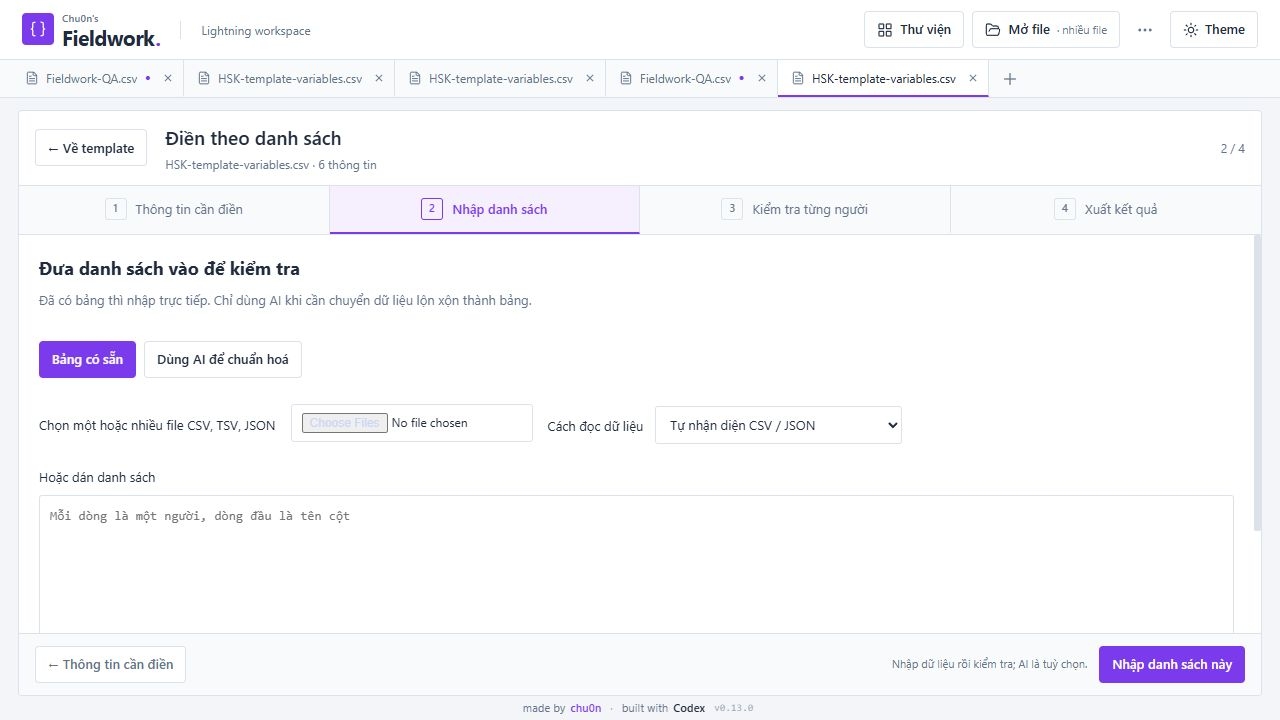 { }
Chu0n's
Fieldwork.
Lightning workspace
Thư viện
Mở file · nhiều file
Theme
Fieldwork-QA.csv
HSK-template-variables.csv
HSK-template-variables.csv
Fieldwork-QA.csv
HSK-template-variables.csv
← Về template
Điền theo danh sách
HSK-template-variables.csv · 6 thông tin
2 / 4
1 Thông tin cần điền
2 Nhập danh sách
3 Kiểm tra từng người
4 Xuất kết quả
Đưa danh sách vào để kiểm tra
Đã có bảng thì nhập trực tiếp. Chỉ dùng AI khi cần chuyển dữ liệu lộn xộn thành bảng.
Bảng có sẵn
Dùng AI để chuẩn hoá
Chọn một hoặc nhiều file CSV, TSV, JSON
Choose Files No file chosen
Cách đọc dữ liệu
Tự nhận diện CSV / JSON
Hoặc dán danh sách
Mỗi dòng là một người, dòng đầu là tên cột
← Thông tin cần điền
Nhập dữ liệu rồi kiểm tra; AI là tuỳ chọn.
Nhập danh sách này
made by chu0n · built with Codex v0.13.0